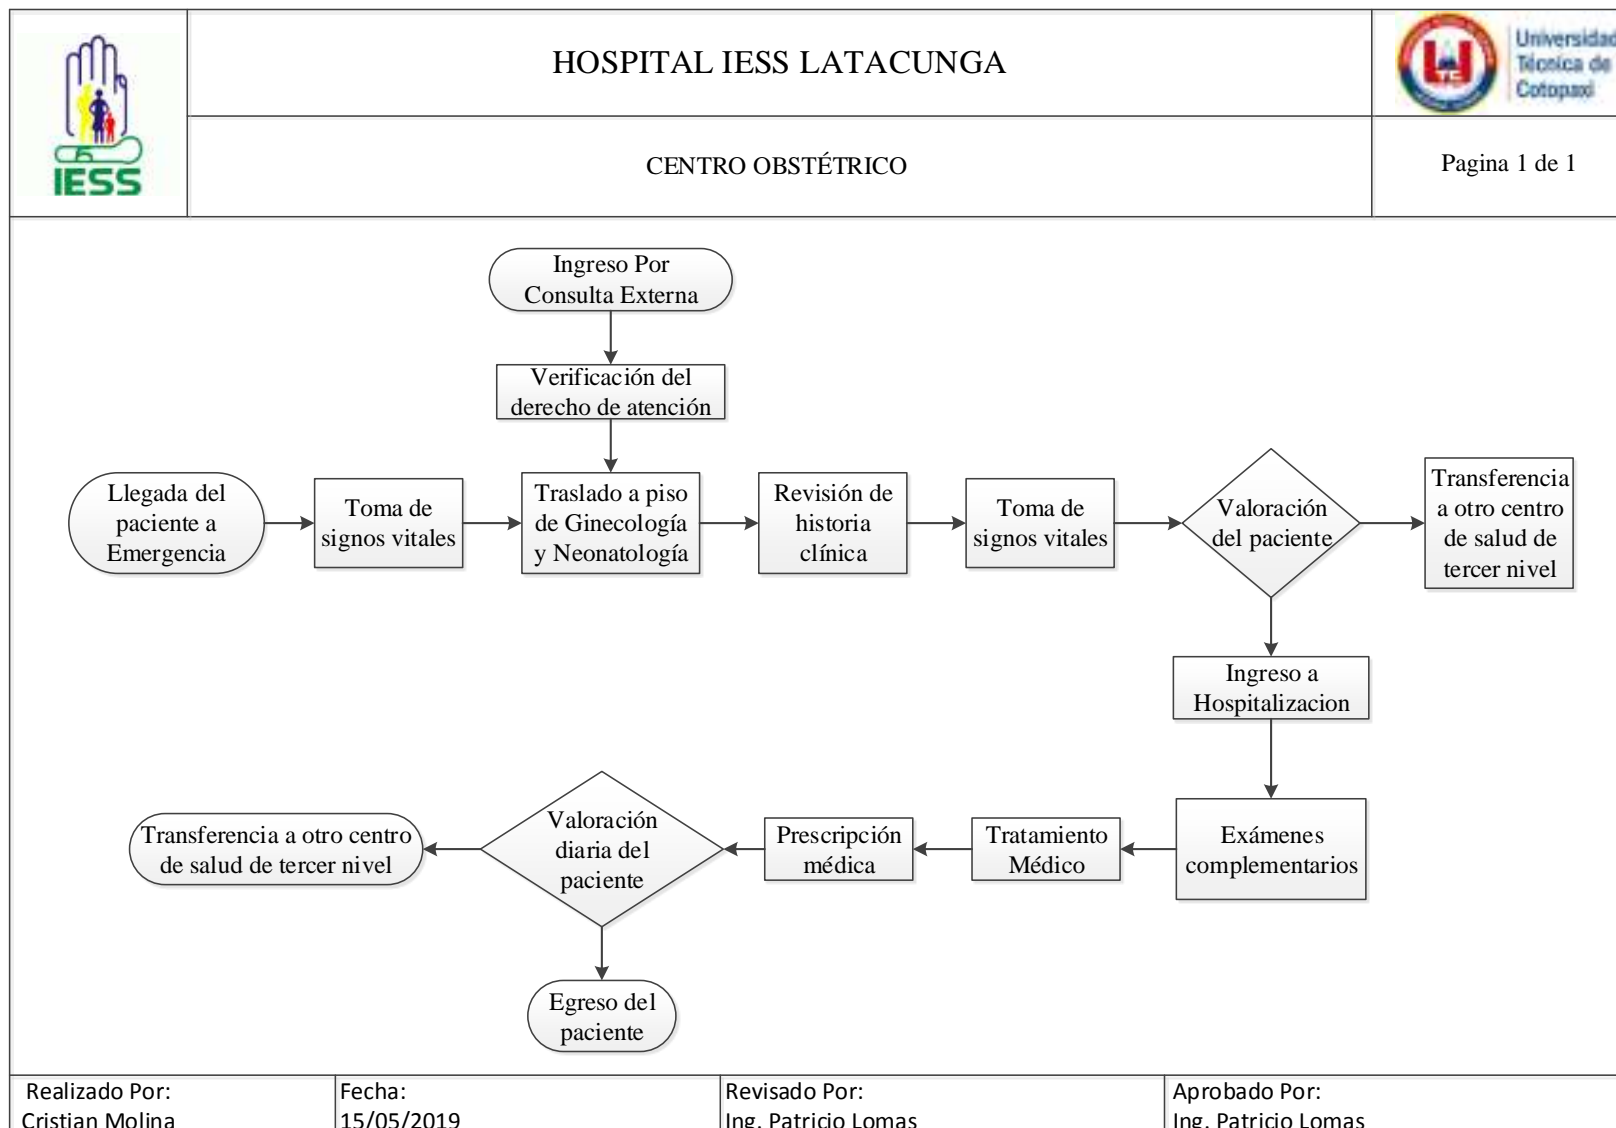 IESS
HOSPITAL IESS LATACUNGA
Universidad
Técnica de
Cotopaxi
CENTRO OBSTÉTRICO
Pagina 1 de 1
Ingreso Por
Consulta Externa
Verificación del
derecho de atención
Llegada del
paciente a
Emergencia
Toma de
signos vitales
Traslado a piso
de Ginecología
y Neonatología
Revisión de
historia
clínica
Toma de
signos vitales
Valoración
del paciente
Transferencia
a otro centro
de salud de
tercer nivel
Ingreso a
Hospitalizacion
Exámenes
complementarios
Tratamiento
Médico
Prescripción
médica
Valoración
diaria del
paciente
Transferencia a otro centro
de salud de tercer nivel
Egreso del
paciente
Realizado Por:
Cristian Molina
Fecha:
15/05/2019
Revisado Por:
Ing. Patricio Lomas
Aprobado Por:
Ing. Patricio Lomas